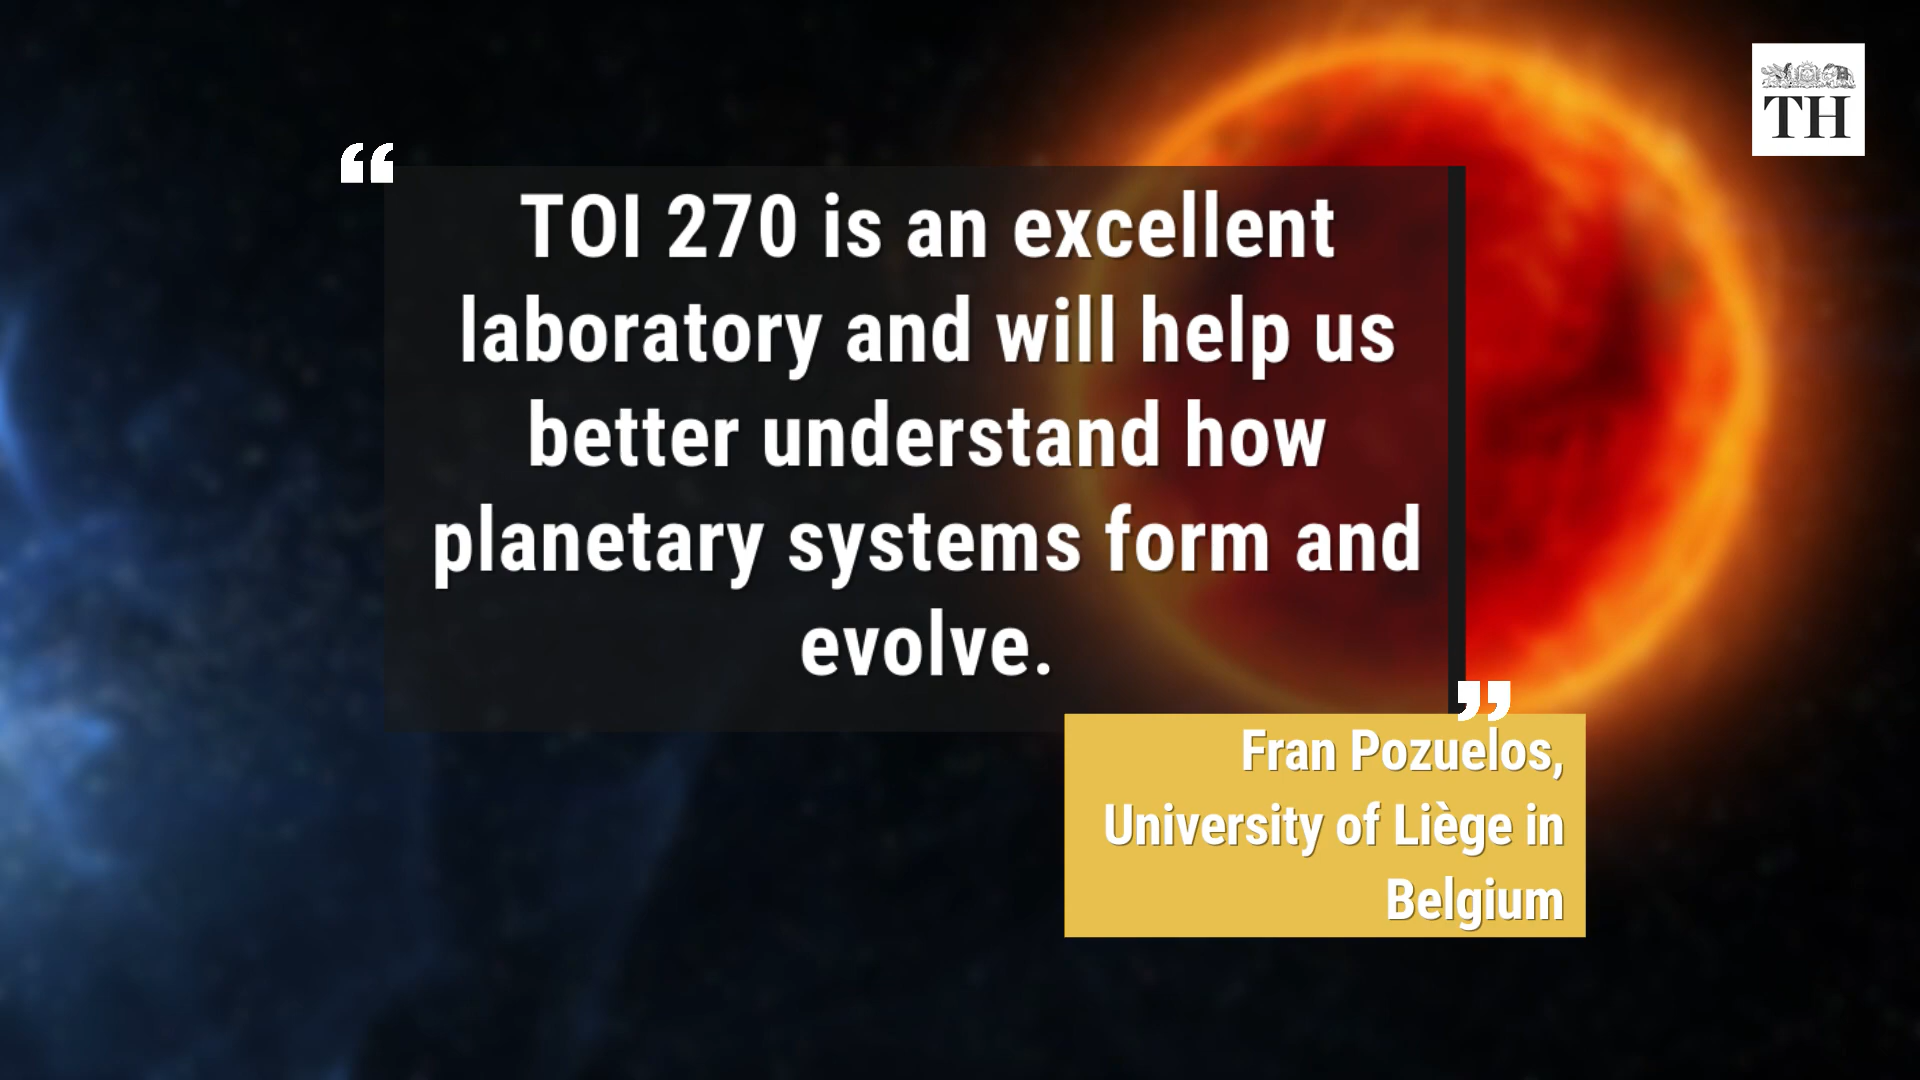 TH
“
TOI 270 is an excellent
laboratory and will help us
better understand how
planetary systems form and
evolve.
”
Fran Pozuelos,
University of Liège in
Belgium